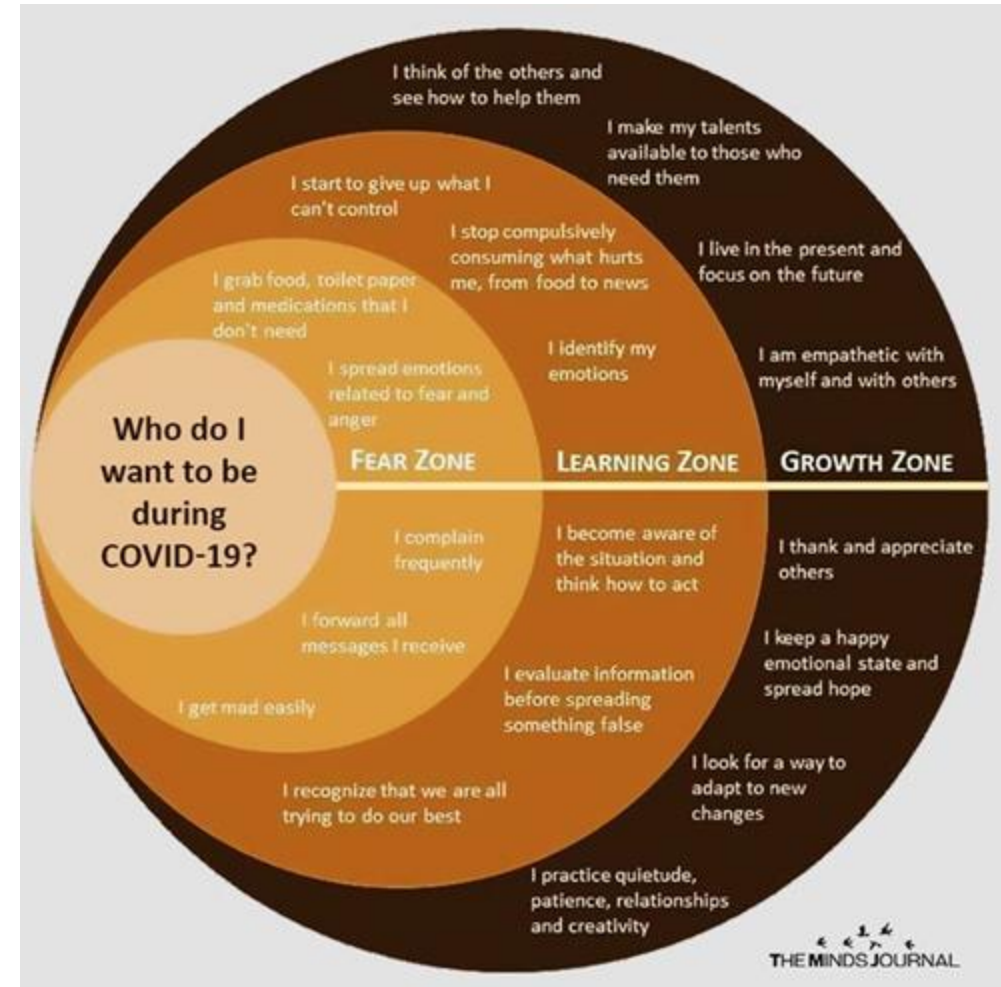 I think of the others and
see how to help them
I make my talents
available to those who
need them
I start to give up what I
can't control
I stop compulsively
consuming what hurts
me, from food to news
I live in the present and
focus on the future
I grab food, toilet paper
and medications that I
don't need
I identify my
emotions
I am empathetic with
myself and with others
I spread emotions
related to fear and
anger
Who do I
want to be
during
COVID-19?
FEAR ZONE
LEARNING ZONE
GROWTH ZONE
I complain
frequently
I become aware of
the situation and
think how to act
I thank and appreciate
others
I forward all
messages I receive
I keep a happy
emotional state and
spread hope
I evaluate information
before spreading
something false
I get mad easily
I look for a way to
adapt to new
changes
I recognize that we are all
trying to do our best
I practice quietude,
patience, relationships
and creativity
THE MINDS JOURNAL